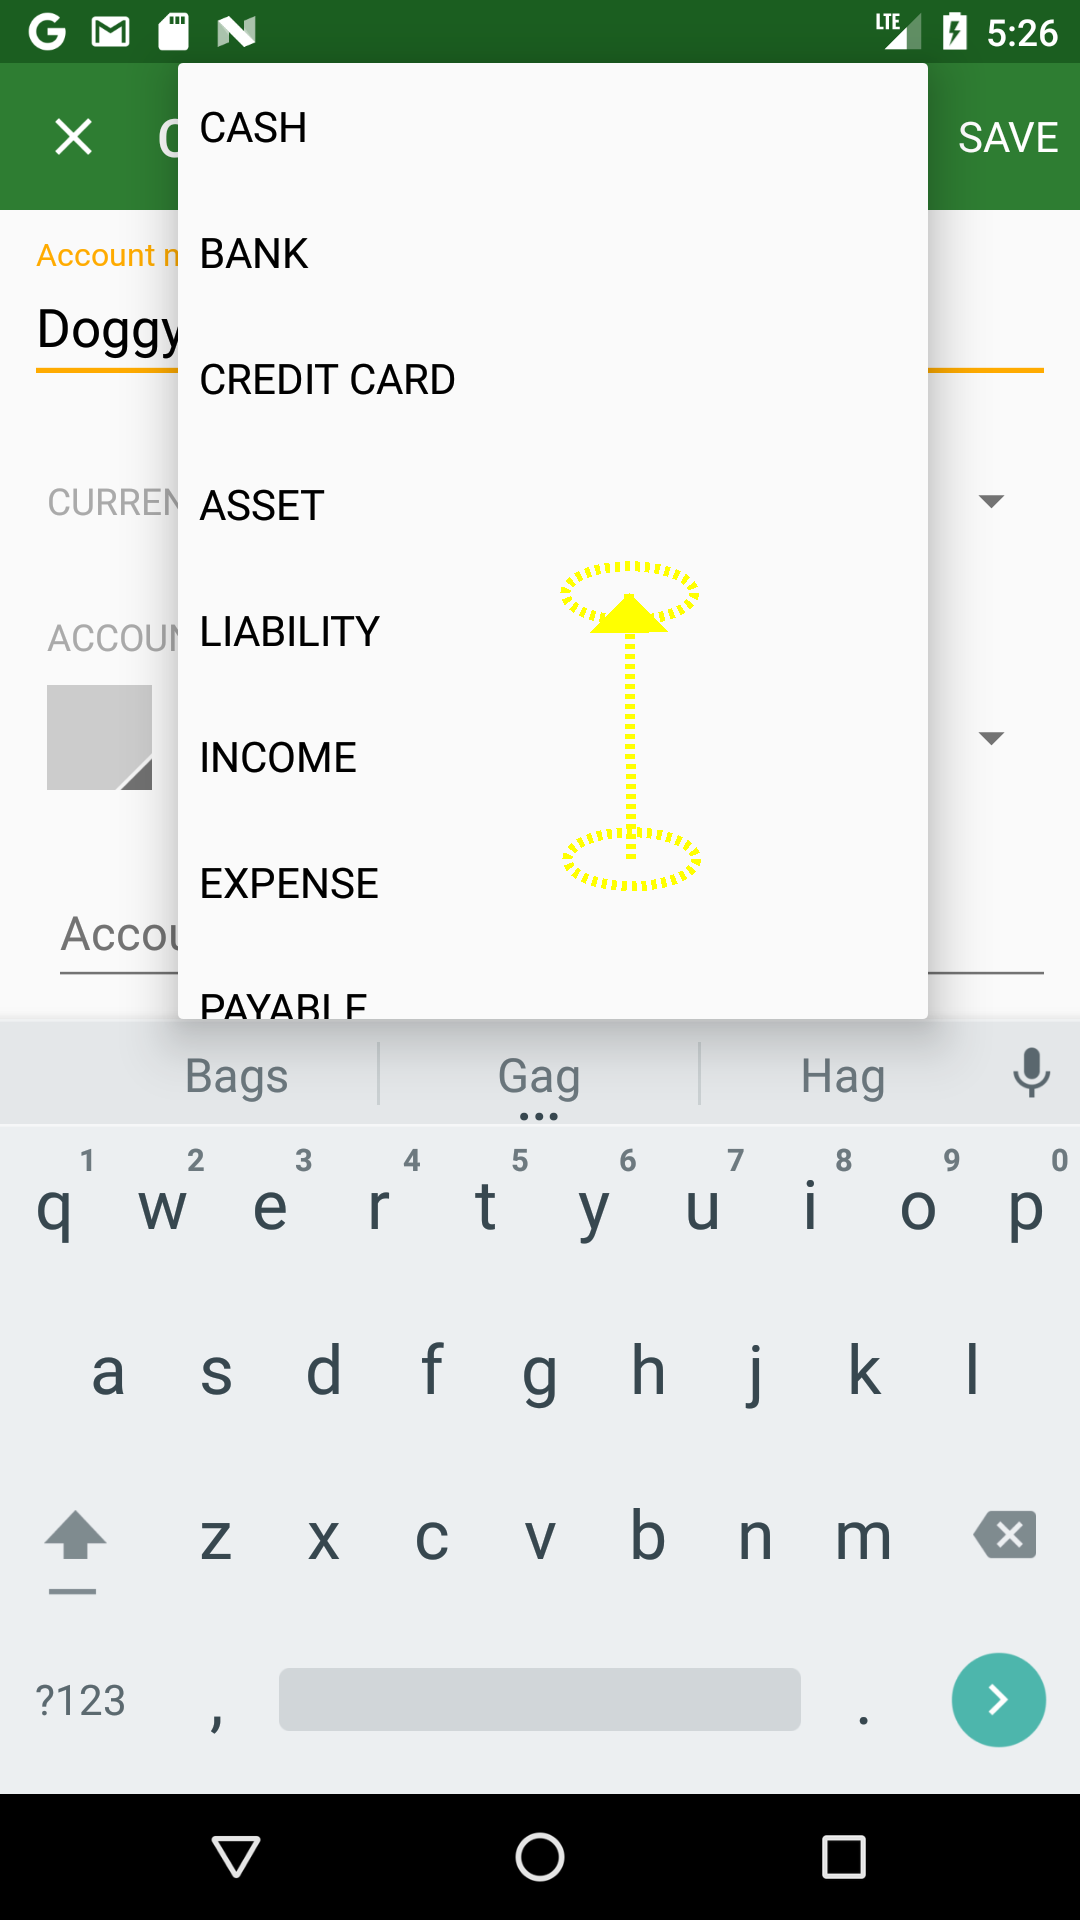 LTE 5:26
SAVE
CASH
Account
BANK
Doggy
CREDIT CARD
CURREN
ASSET
ACCOUN
LIABILITY
INCOME
EXPENSE
Accou
PAYABLE
Bags Gag Hag
1 2 3 4 5 6 7 8 9 0
q w e r t y u i o p
a s d f g h j k l
z x c v b n m
?123 , .